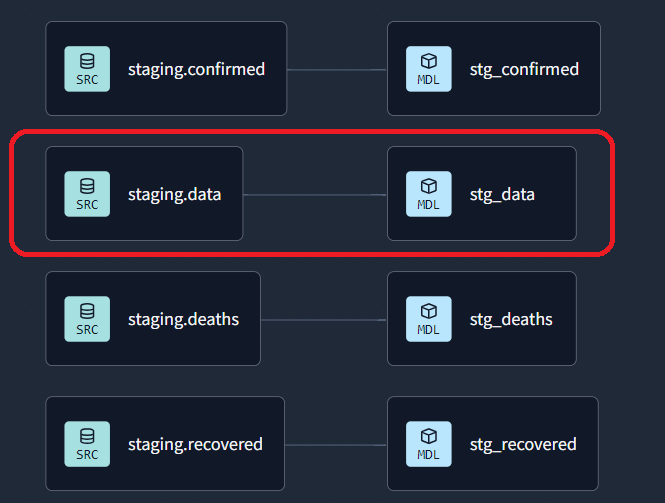 SRC staging.confirmed MDL stg_confirmed
SRC staging.data MDL stg_data
SRC staging.deaths MDL stg_deaths
SRC staging.recovered MDL stg_recovered